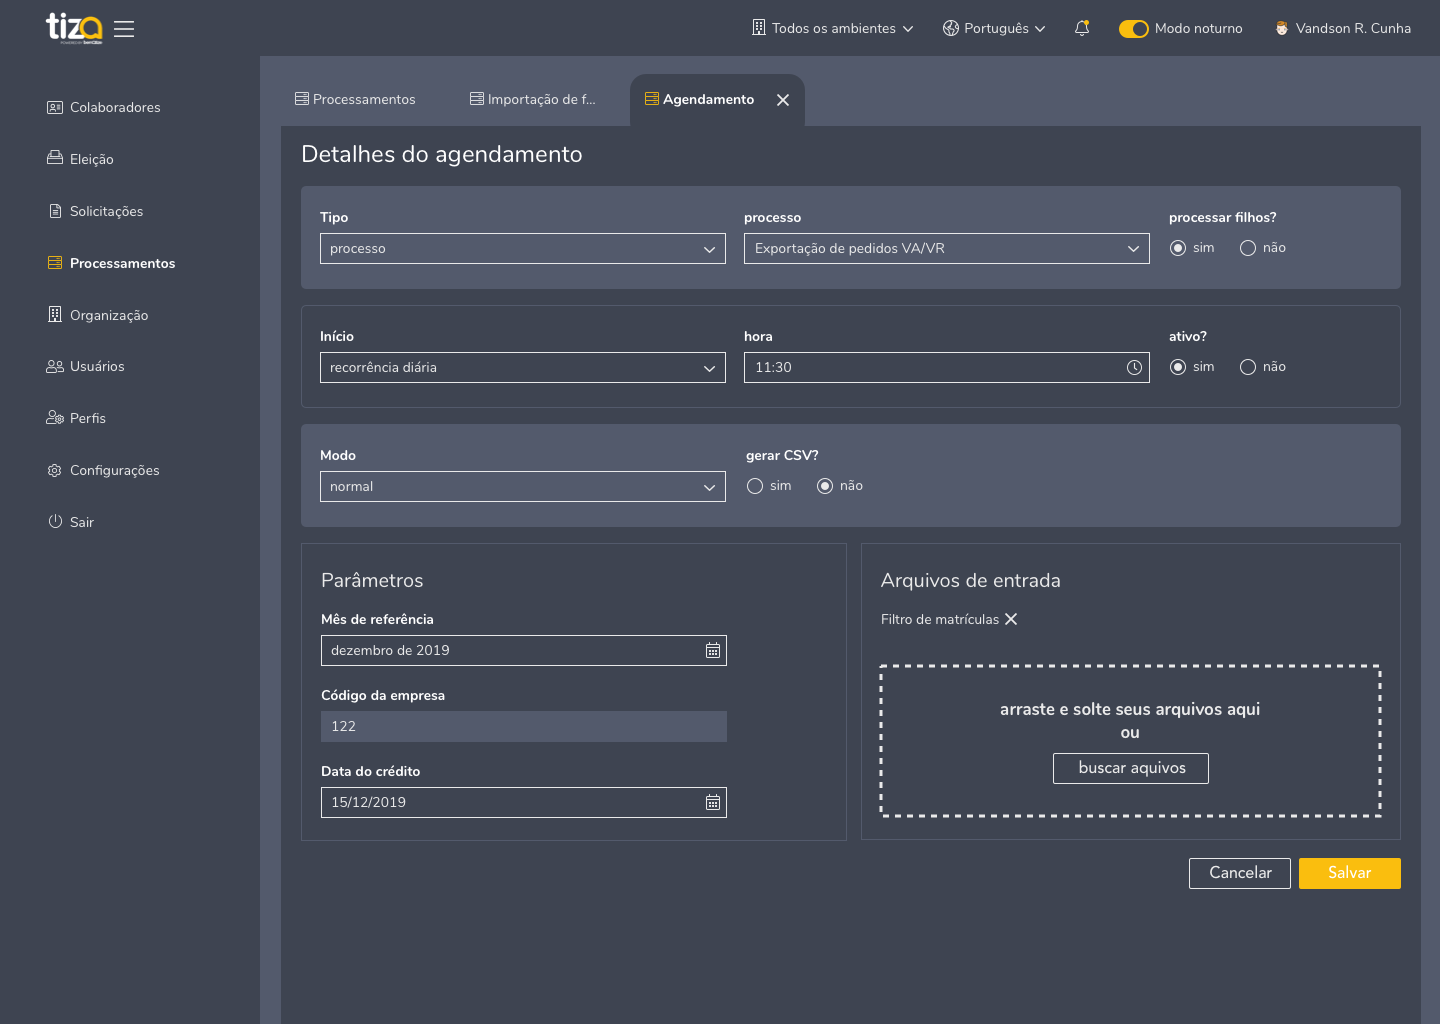 tiza
Todos os ambientes
Português
Modo noturno
Vandson R. Cunha
Colaboradores
Eleição
Solicitações
Processamentos
Organização
Usuários
Perfis
Configurações
Sair
Processamentos
Importação de f...
Agendamento
Detalhes do agendamento
Tipo
processo
processar filhos?
processo
Exportação de pedidos VA/VR
sim
não
Início
hora
ativo?
recorrência diária
11:30
sim
não
Modo
gerar CSV?
normal
sim
não
Parâmetros
Mês de referência
dezembro de 2019
Código da empresa
122
Data do crédito
15/12/2019
Arquivos de entrada
Filtro de matrículas
arraste e solte seus arquivos aqui
ou
buscar aquivos
Cancelar
Salvar